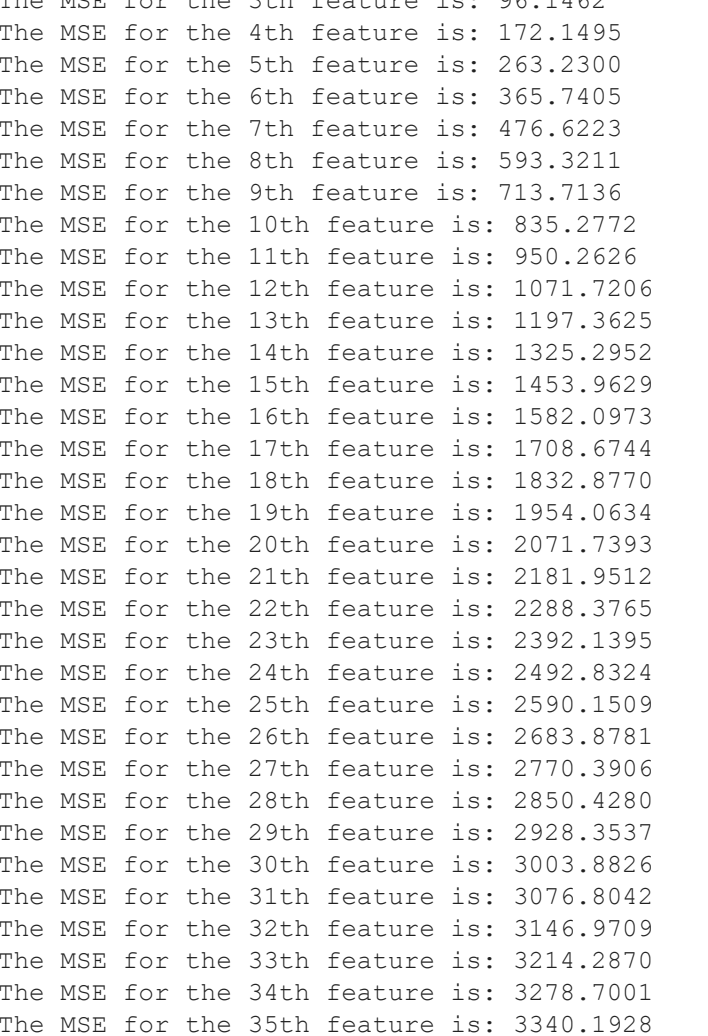 The MSE for the 3th feature is: 96.1462
The MSE for the 4th feature is: 172.1495
The MSE for the 5th feature is: 263.2300
The MSE for the 6th feature is: 365.7405
The MSE for the 7th feature is: 476.6223
The MSE for the 8th feature is: 593.3211
The MSE for the 9th feature is: 713.7136
The MSE for the 10th feature is: 835.2772
The MSE for the 11th feature is: 950.2626
The MSE for the 12th feature is: 1071.7206
The MSE for the 13th feature is: 1197.3625
The MSE for the 14th feature is: 1325.2952
The MSE for the 15th feature is: 1453.9629
The MSE for the 16th feature is: 1582.0973
The MSE for the 17th feature is: 1708.6744
The MSE for the 18th feature is: 1832.8770
The MSE for the 19th feature is: 1954.0634
The MSE for the 20th feature is: 2071.7393
The MSE for the 21th feature is: 2181.9512
The MSE for the 22th feature is: 2288.3765
The MSE for the 23th feature is: 2392.1395
The MSE for the 24th feature is: 2492.8324
The MSE for the 25th feature is: 2590.1509
The MSE for the 26th feature is: 2683.8781
The MSE for the 27th feature is: 2770.3906
The MSE for the 28th feature is: 2850.4280
The MSE for the 29th feature is: 2928.3537
The MSE for the 30th feature is: 3003.8826
The MSE for the 31th feature is: 3076.8042
The MSE for the 32th feature is: 3146.9709
The MSE for the 33th feature is: 3214.2870
The MSE for the 34th feature is: 3278.7001
The MSE for the 35th feature is: 3340.1928